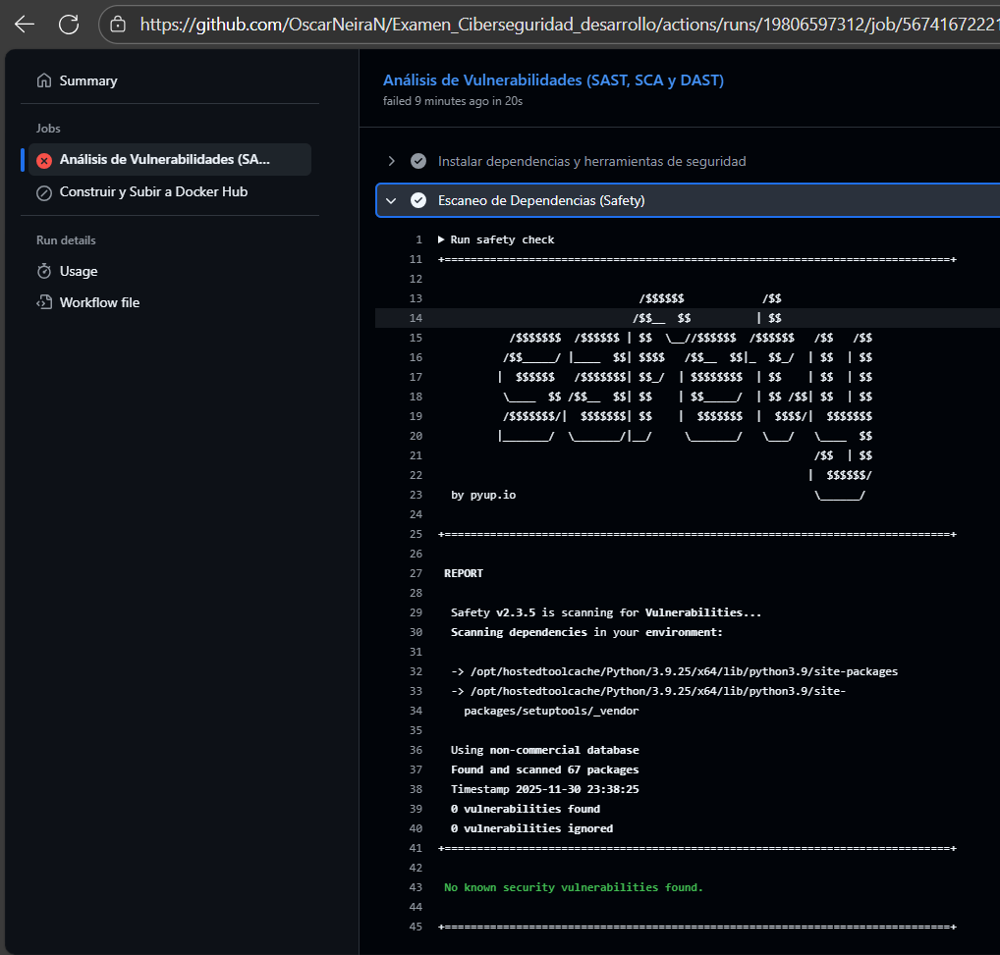 https://github.com/OscarNeiraN/Examen_Ciberseguridad_desarrollo/actions/runs/19806597312/job/56741672221
Summary
Jobs
Análisis de Vulnerabilidades (SA...
Construir y Subir a Docker Hub
Run details
Usage
Workflow file
Análisis de Vulnerabilidades (SAST, SCA y DAST)
failed 9 minutes ago in 20s
Instalar dependencias y herramientas de seguridad
Escaneo de Dependencias (Safety)
1 ▶ Run safety check
11 +==============================================================================+
12
13                                /$$$$$$            /$$
14                               /$$__  $$          | $$
15            /$$$$$$$  /$$$$$$ | $$  \__//$$$$$$  /$$$$$$   /$$   /$$
16           /$$_____/ |____  $$| $$$$   /$$__  $$|_  $$_/  | $$  | $$
17          |  $$$$$$   /$$$$$$$| $$_/  | $$$$$$$$  | $$    | $$  | $$
18           \____  $$ /$$__  $$| $$    | $$_____/  | $$ /$$| $$  | $$
19           /$$$$$$$/|  $$$$$$$| $$    |  $$$$$$$  |  $$$$/|  $$$$$$$
20          |_______/  \_______/|__/     \_______/   \___/   \____  $$
21                                                           /$$  | $$
22                                                          |  $$$$$$/
23   by pyup.io                                              \______/
24
25 +==============================================================================+
26
27 REPORT
28
29 Safety v2.3.5 is scanning for Vulnerabilities...
30 Scanning dependencies in your environment:
31
32 -> /opt/hostedtoolcache/Python/3.9.25/x64/lib/python3.9/site-packages
33 -> /opt/hostedtoolcache/Python/3.9.25/x64/lib/python3.9/site-
34 packages/setuptools/_vendor
35
36 Using non-commercial database
37 Found and scanned 67 packages
38 Timestamp 2025-11-30 23:38:25
39 0 vulnerabilities found
40 0 vulnerabilities ignored
41 +==============================================================================+
42
43 No known security vulnerabilities found.
44
45 +==============================================================================+